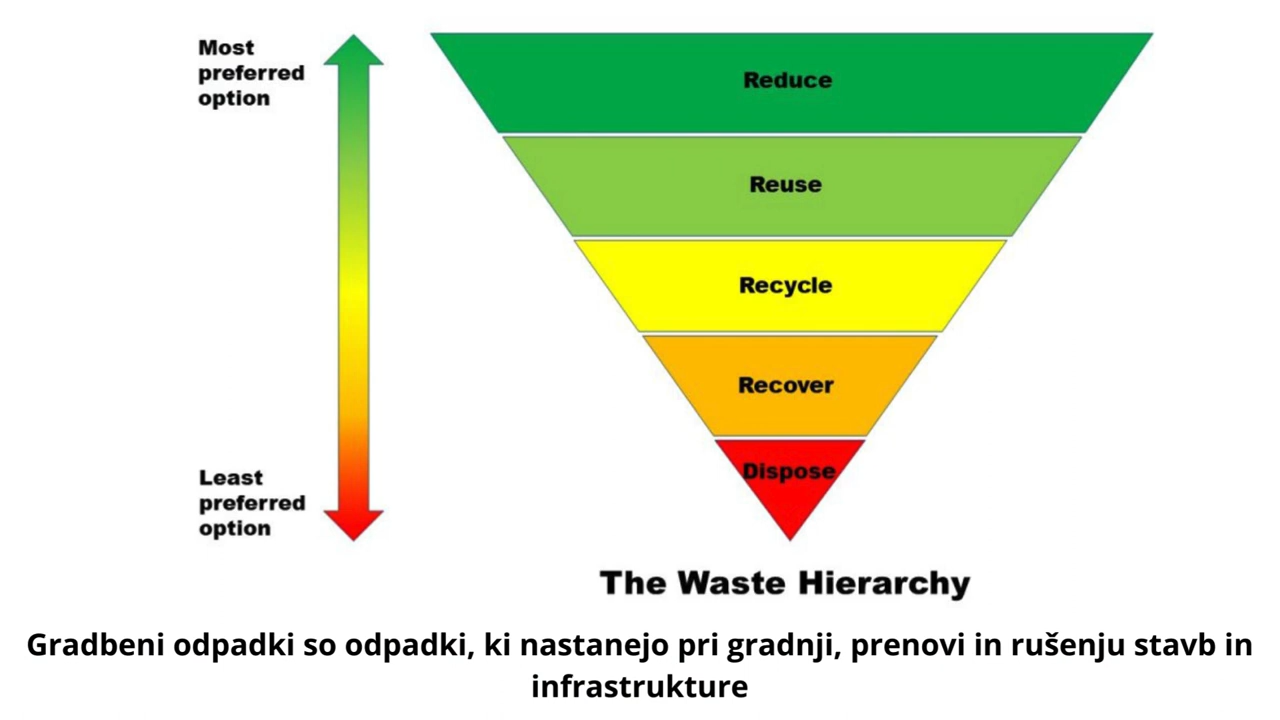 Most
preferred
option
Reduce
Reuse
Recycle
Recover
Dispose
Least
preferred
option
The Waste Hierarchy
Gradbeni odpadki so odpadki, ki nastanejo pri gradnji, prenovi in rušenju stavb in
infrastrukture